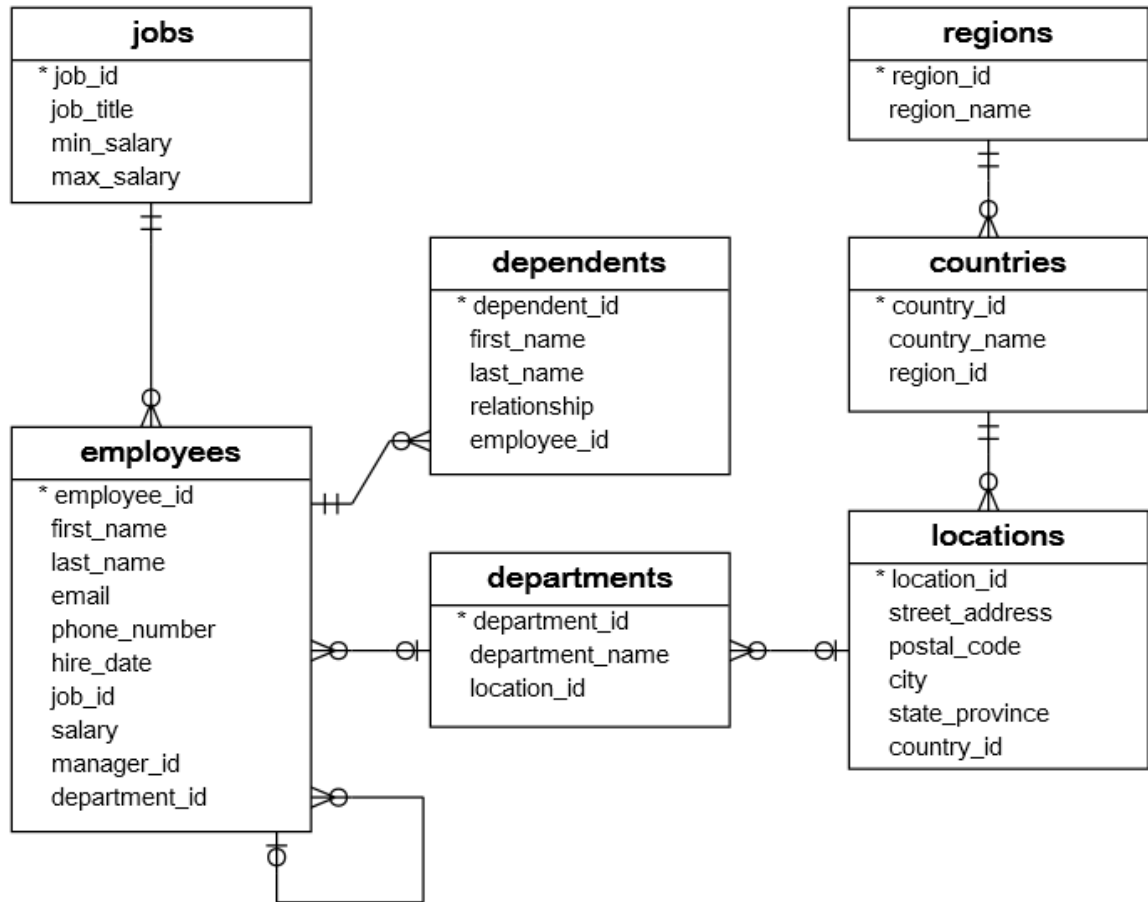 jobs
* job_id
job_title
min_salary
max_salary
regions
* region_id
region_name
dependents
* dependent_id
first_name
last_name
relationship
employee_id
countries
* country_id
country_name
region_id
employees
* employee_id
first_name
last_name
email
phone_number
hire_date
job_id
salary
manager_id
department_id
departments
* department_id
department_name
location_id
locations
* location_id
street_address
postal_code
city
state_province
country_id